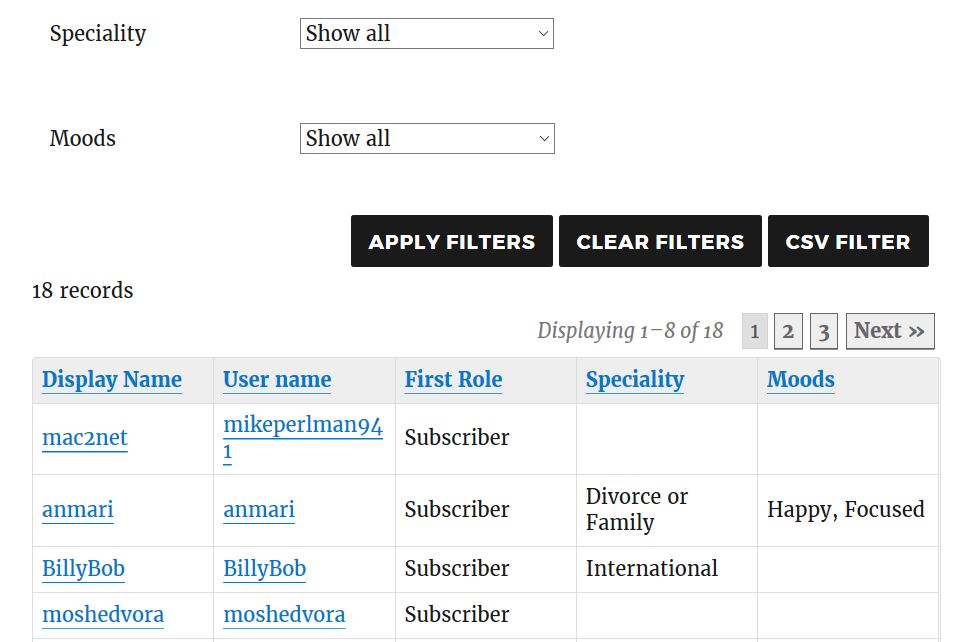 Speciality Show all
Moods Show all
APPLY FILTERS CLEAR FILTERS CSV FILTER
18 records
Displaying 1–8 of 18 1 2 3 Next »
Display Name User name First Role Speciality Moods
mac2net mikeperlman94 Subscriber
1
anmari anmari Subscriber Divorce or Happy, Focused
Family
BillyBob BillyBob Subscriber International
moshedvora moshedvora Subscriber